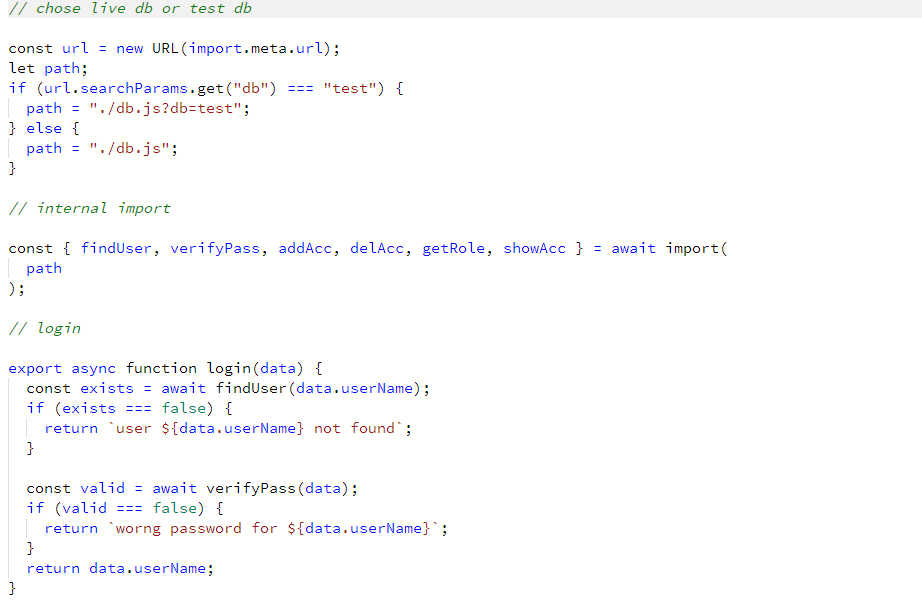 // chose live db or test db
const url = new URL(import.meta.url);
let path;
if (url.searchParams.get("db") === "test") {
path = "./db.js?db=test";
} else {
path = "./db.js";
}
// internal import
const { findUser, verifyPass, addAcc, delAcc, getRole, showAcc } = await import(
path
);
// login
export async function login(data) {
const exists = await findUser(data.userName);
if (exists === false) {
return `user ${data.userName} not found`;
}
const valid = await verifyPass(data);
if (valid === false) {
return `worng password for ${data.userName}`;
}
return data.userName;
}